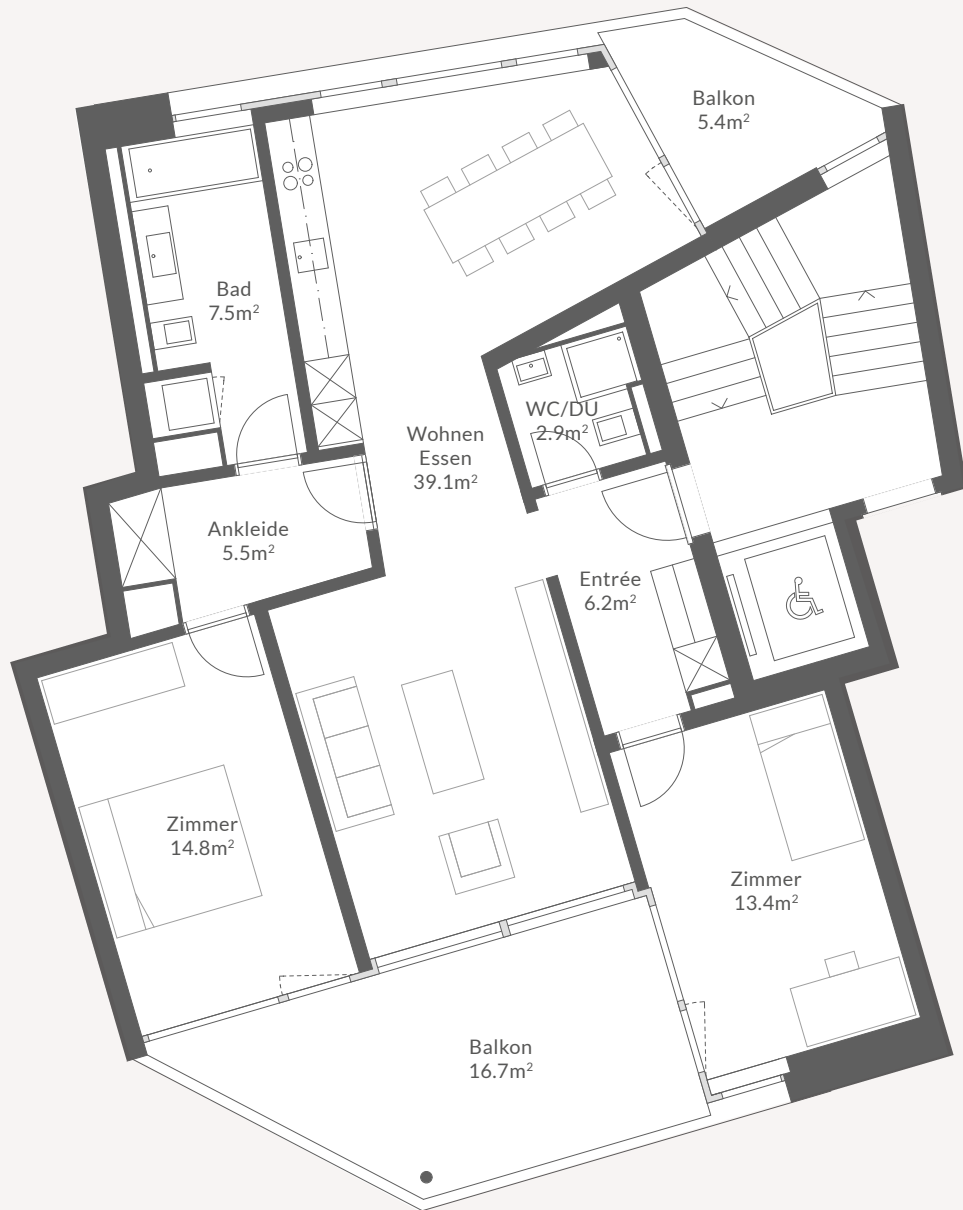 Balkon
5.4m²
Bad
7.5m²
WC/DU
2.9m²
Wohnen
Essen
39.1m²
Ankleide
5.5m²
Entrée
6.2m²
Zimmer
14.8m²
Zimmer
13.4m²
Balkon
16.7m²